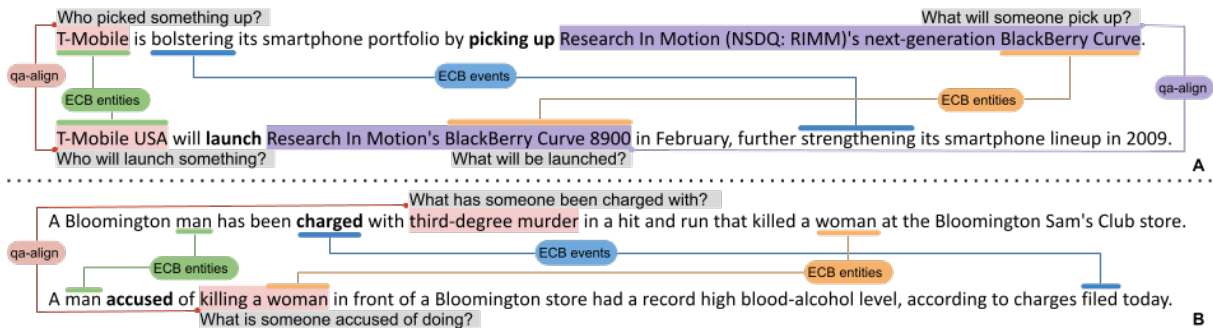 Who picked something up? What will someone pick up?
T-Mobile is bolstering its smartphone portfolio by picking up Research In Motion (NSDQ: RIMM)'s next-generation BlackBerry Curve.
qa-align ECB events qa-align
ECB entities ECB entities
T-Mobile USA will launch Research In Motion's BlackBerry Curve 8900 in February, further strengthening its smartphone lineup in 2009.
Who will launch something? What will be launched?
A
What has someone been charged with?
A Bloomington man has been charged with third-degree murder in a hit and run that killed a woman at the Bloomington Sam's Club store.
qa-align ECB entities ECB events ECB entities
A man accused of killing a woman in front of a Bloomington store had a record high blood-alcohol level, according to charges filed today.
What is someone accused of doing?
B